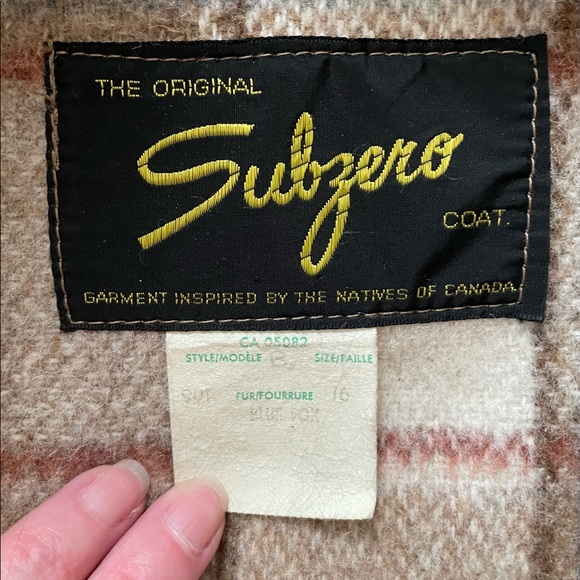 THE ORIGINAL
Subzero
COAT.
GARMENT INSPIRED BY THE NATIVES OF CANADA
CA 05082
STYLE/MODÈLE SIZE/TAILLE
FUR/FOURRURE 16
BLUE FOX